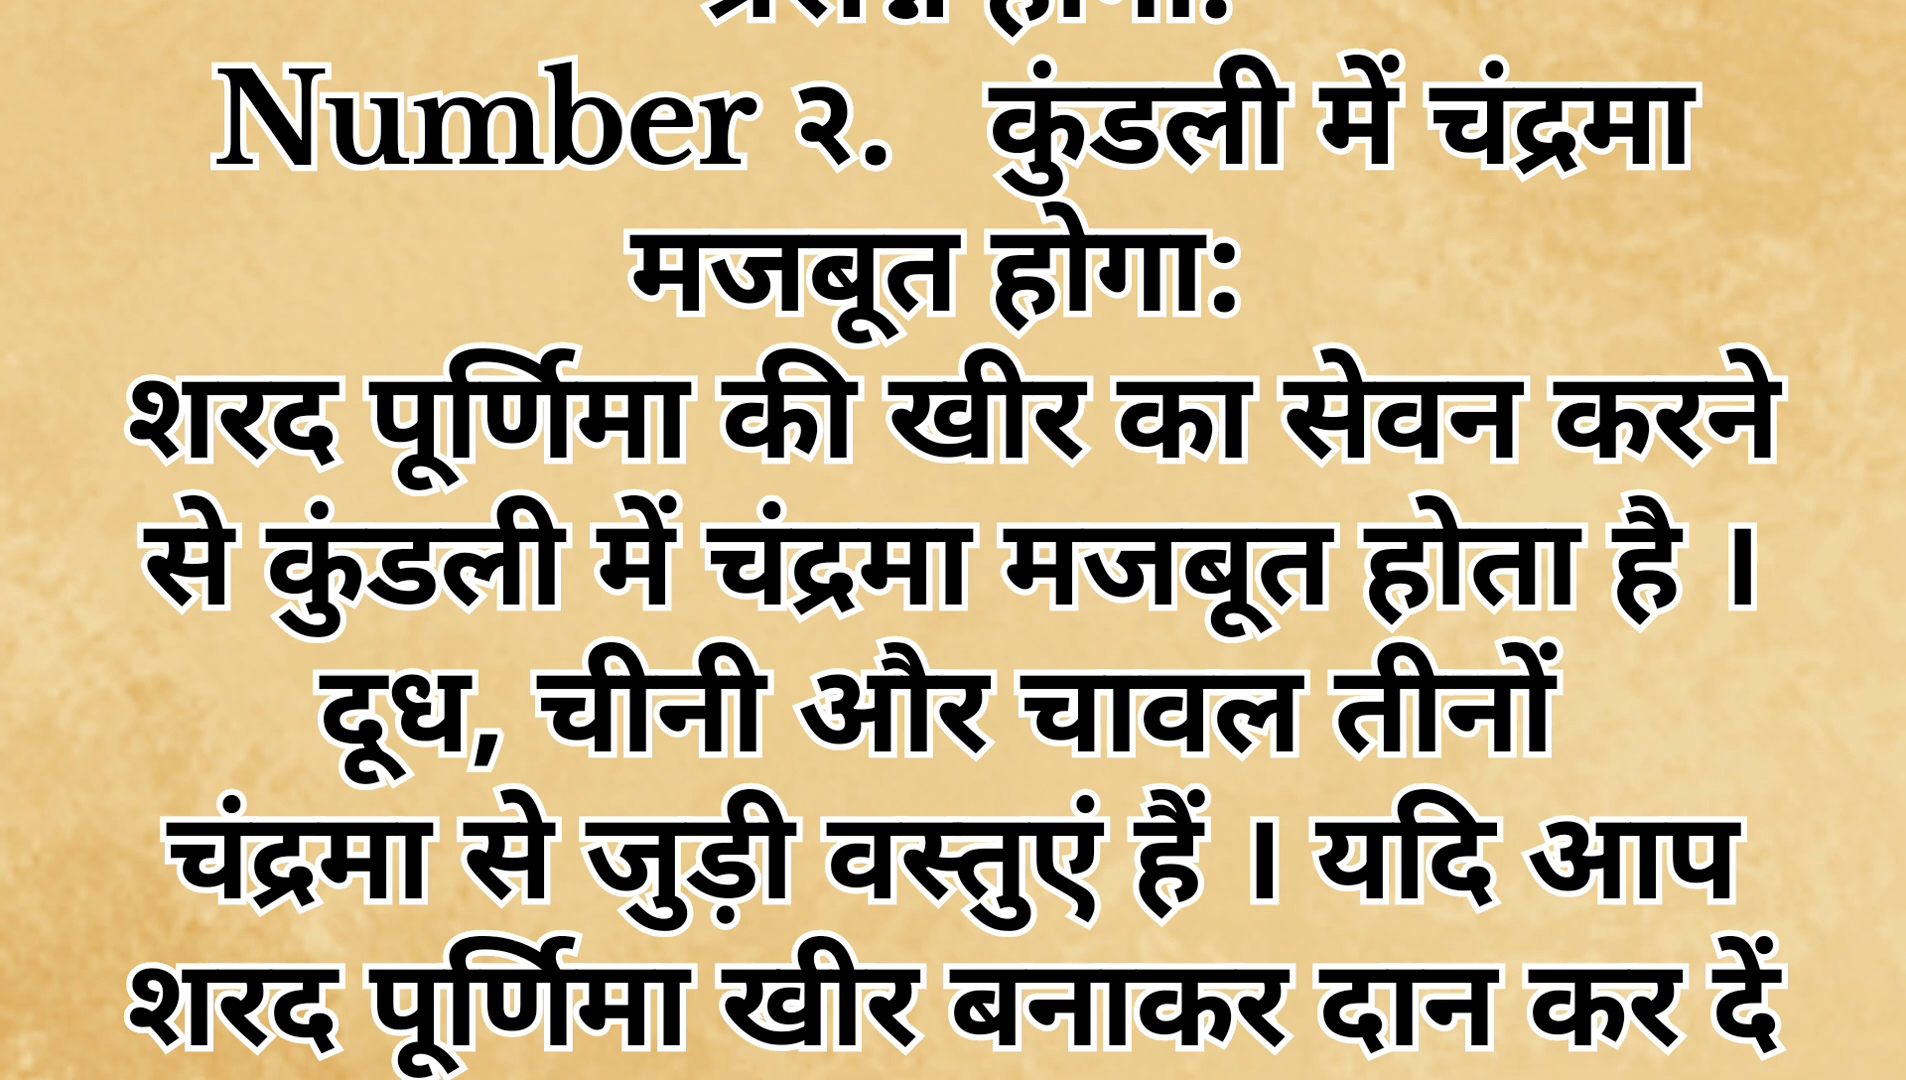 Number २. कुंडली में चंद्रमा
मजबूत होगा:
शरद पूर्णिमा की खीर का सेवन करने
से कुंडली में चंद्रमा मजबूत होता है ।
दूध, चीनी और चावल तीनों
चंद्रमा से जुड़ी वस्तुएं हैं । यदि आप
शरद पूर्णिमा खीर बनाकर दान कर दें